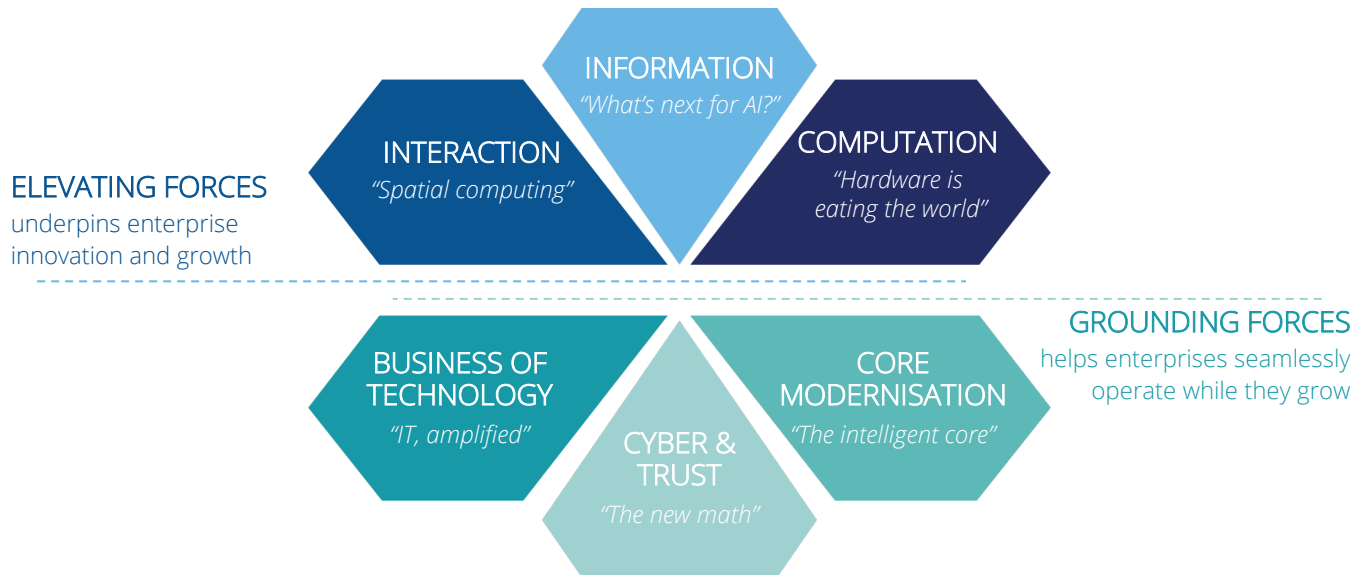 INFORMATION
“What’s next for AI?”
INTERACTION
“Spatial computing”
COMPUTATION
“Hardware is
eating the world”
ELEVATING FORCES
underpins enterprise
innovation and growth
GROUNDING FORCES
helps enterprises seamlessly
operate while they grow
BUSINESS OF
TECHNOLOGY
“IT, amplified”
CYBER &
TRUST
“The new math”
CORE
MODERNISATION
“The intelligent core”